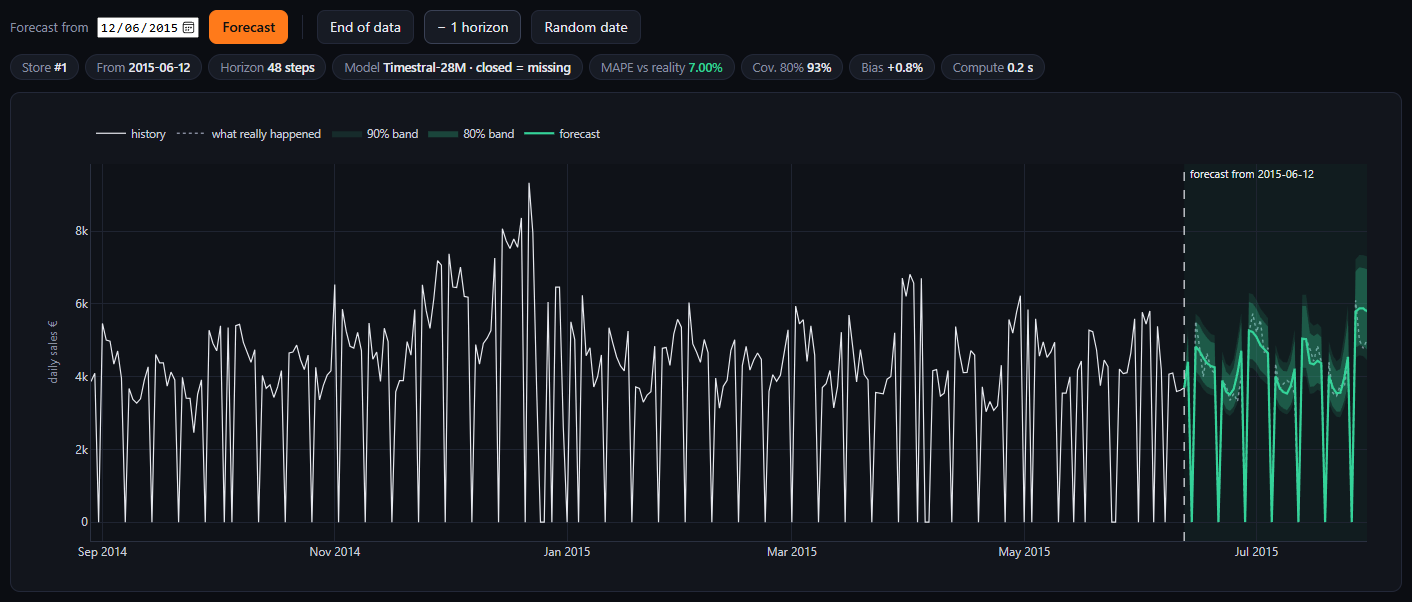 Forecast from 12/06/2015 Forecast End of data − 1 horizon Random date
Store #1 From 2015-06-12 Horizon 48 steps Model Timestral-28M · closed = missing MAPE vs reality 7.00% Cov. 80% 93% Bias +0.8% Compute 0.2 s
history what really happened 90% band 80% band forecast
forecast from 2015-06-12
8k
6k
daily sales €
4k
2k
0
Sep 2014 Nov 2014 Jan 2015 Mar 2015 May 2015 Jul 2015